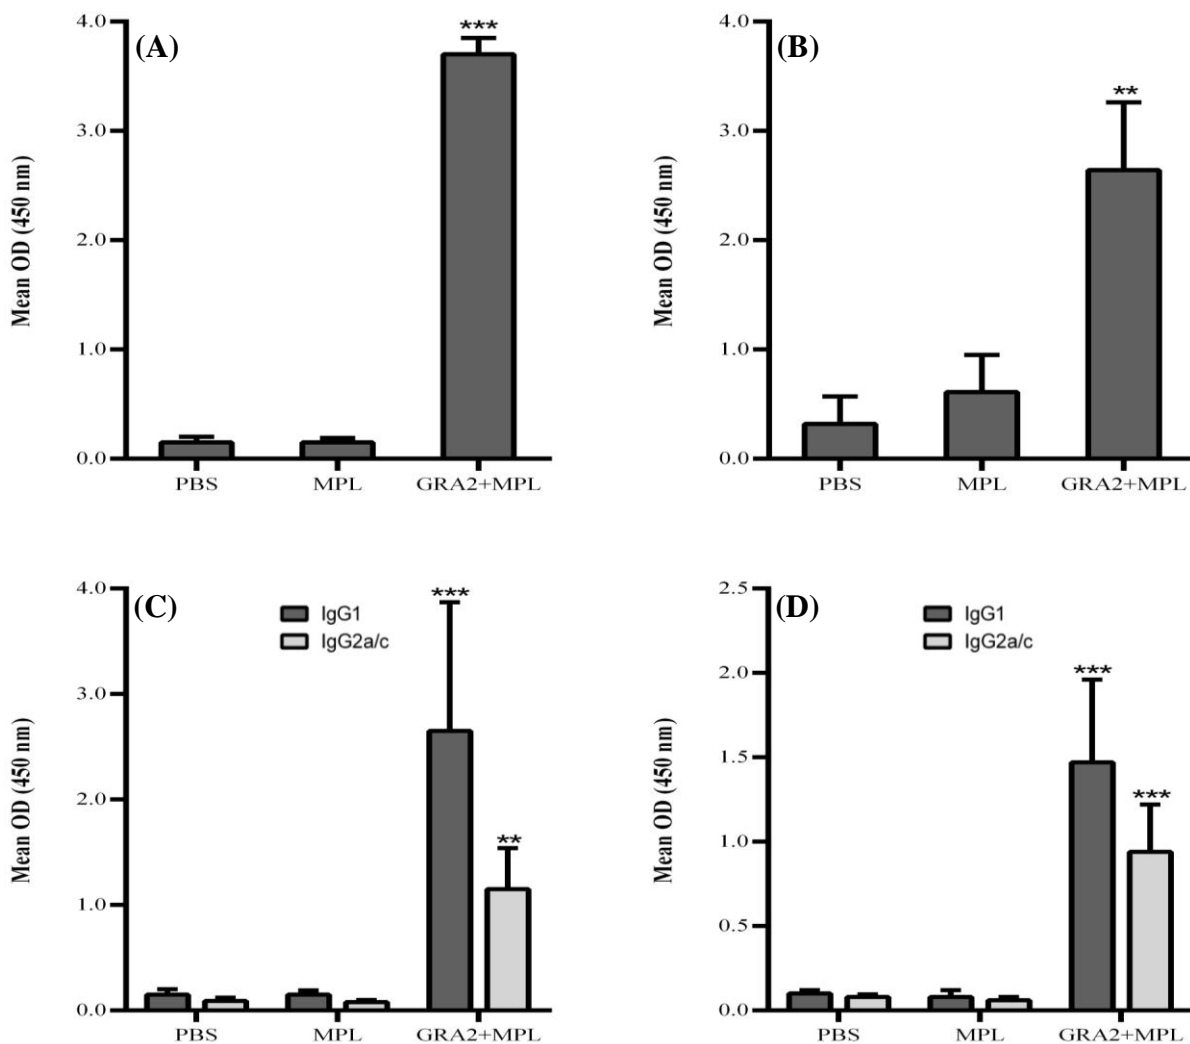 (A)
Mean OD (450 nm)
4.0
3.0
2.0
1.0
0.0
***
PBS MPL GRA2+MPL
(B)
Mean OD (450 nm)
4.0
3.0
2.0
1.0
0.0
**
PBS MPL GRA2+MPL
(C)
Mean OD (450 nm)
4.0
3.0
2.0
1.0
0.0
IgG1
IgG2a/c
***
**
PBS MPL GRA2+MPL
(D)
Mean OD (450 nm)
2.5
2.0
1.5
1.0
0.5
0.0
IgG1
IgG2a/c
***
***
PBS MPL GRA2+MPL